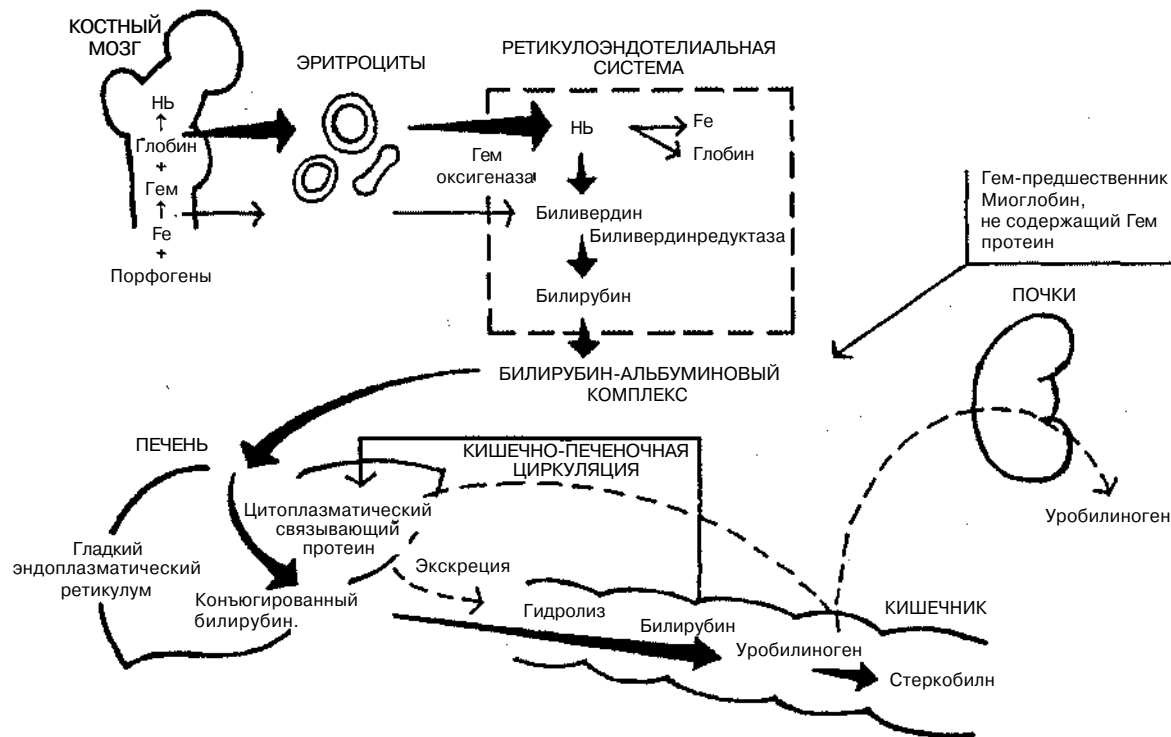 КОСТНЫЙ
МОЗГ
НЬ
Глобин
+
Гем
Fe
+
Порфогены
ЭРИТРОЦИТЫ
РЕТИКУЛОЭНДОТЕЛИАЛЬНАЯ
СИСТЕМА
НЬ
Fe
Глобин
Гем
оксигеназа
Биливердин
Биливердинредуктаза
Билирубин
Гем-предшественник
Миоглобин,
не содержащий Гем
протеин
ПОЧКИ
БИЛИРУБИН-АЛЬБУМИНОВЫЙ
КОМПЛЕКС
ПЕЧЕНЬ
КИШЕЧНО-ПЕЧЕНОЧНАЯ
ЦИРКУЛЯЦИЯ
Цитоплазматический
связывающий
протеин
Уробилиноген
Гладкий
эндоплазматический
ретикулум
Экскреция
Конъюгированный
билирубин.
Гидролиз
Билирубин
КИШЕЧНИК
Уробилиноген
Стеркобилн